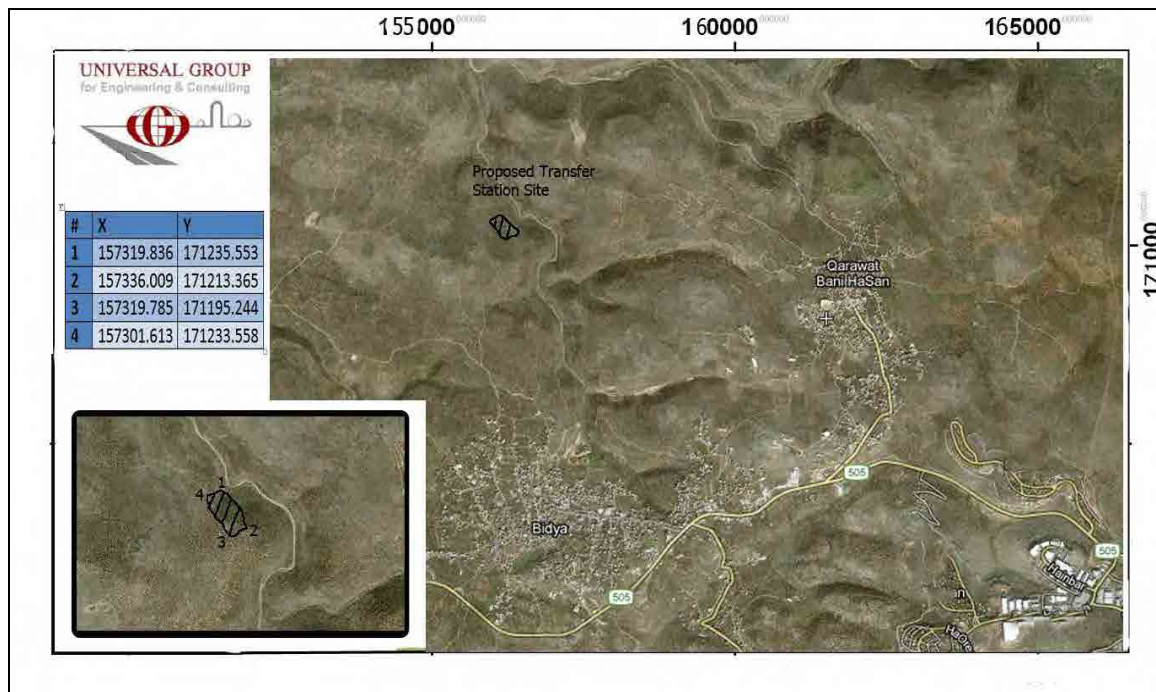 155000
160000
165000
UNIVERSAL GROUP
for Engineering & Consulting
Proposed Transfer
Station Site
# X Y
1 157319.836 171235.553
2 157336.009 171213.365
3 157319.785 171195.244
4 157301.613 171233.558
171000
Qarawat
Bani HaSan
505
1
4
2
3
Bidya
505
505
Hainbar